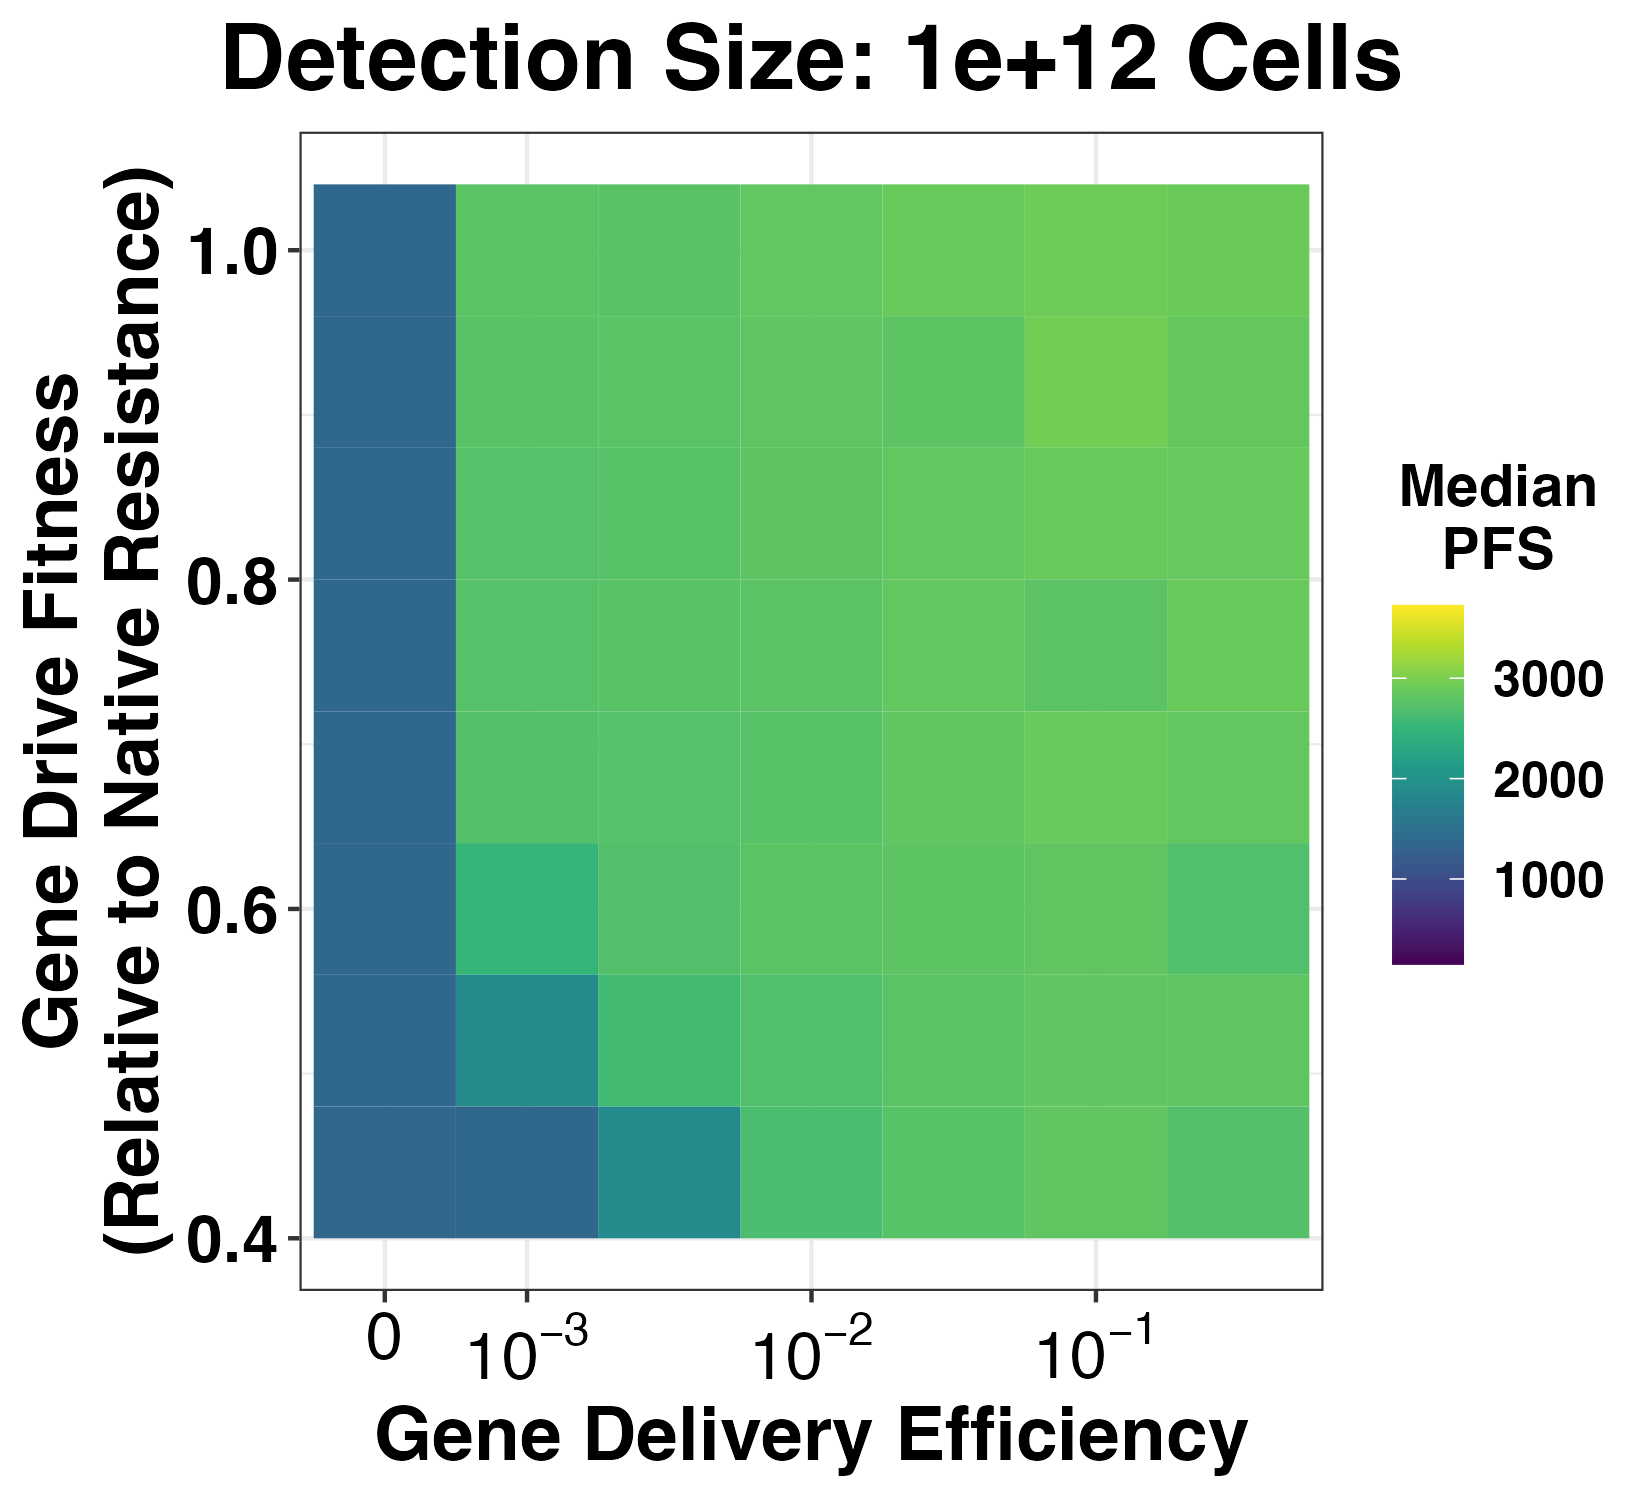 Detection Size: 1e+12 Cells
Gene Drive Fitness
(Relative to Native Resistance)
1.0
0.8
0.6
0.4
0
10⁻³
10⁻²
10⁻¹
Gene Delivery Efficiency
Median
PFS
3000
2000
1000